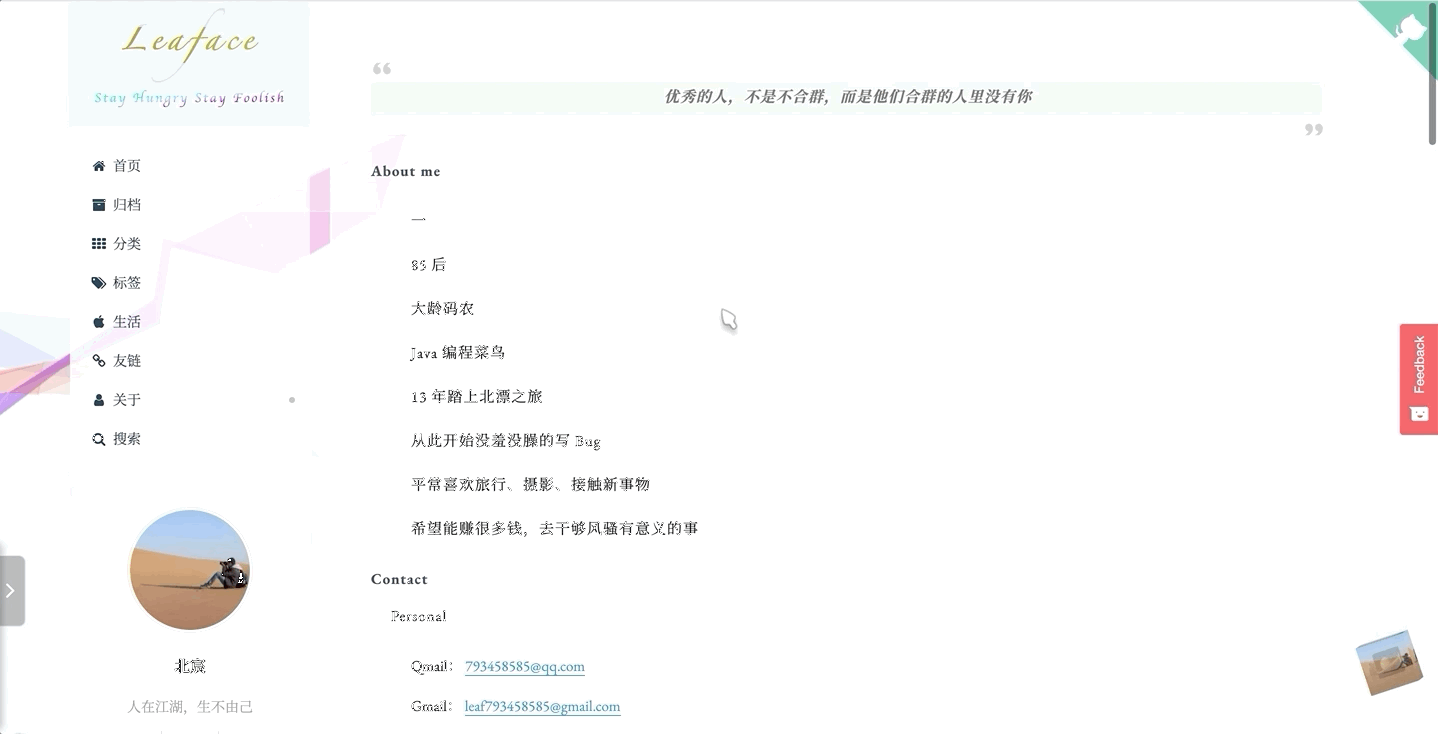 Leaface
Stay Hungry Stay Foolish
首页
归档
分类
标签
生活
友链
关于
搜索
北宸
人在江湖，生不由己
“
优秀的人，不是不合群，而是他们合群的人里没有你
”
About me
一
85 后
大龄码农
Java 编程菜鸟
13 年踏上北漂之旅
从此开始没羞没臊的写 Bug
平常喜欢旅行、摄影、接触新事物
希望能赚很多钱，去干够风骚有意义的事
Contact
Personal
Qmail： 793458585@qq.com
Gmail： leaf793458585@gmail.com
Feedback